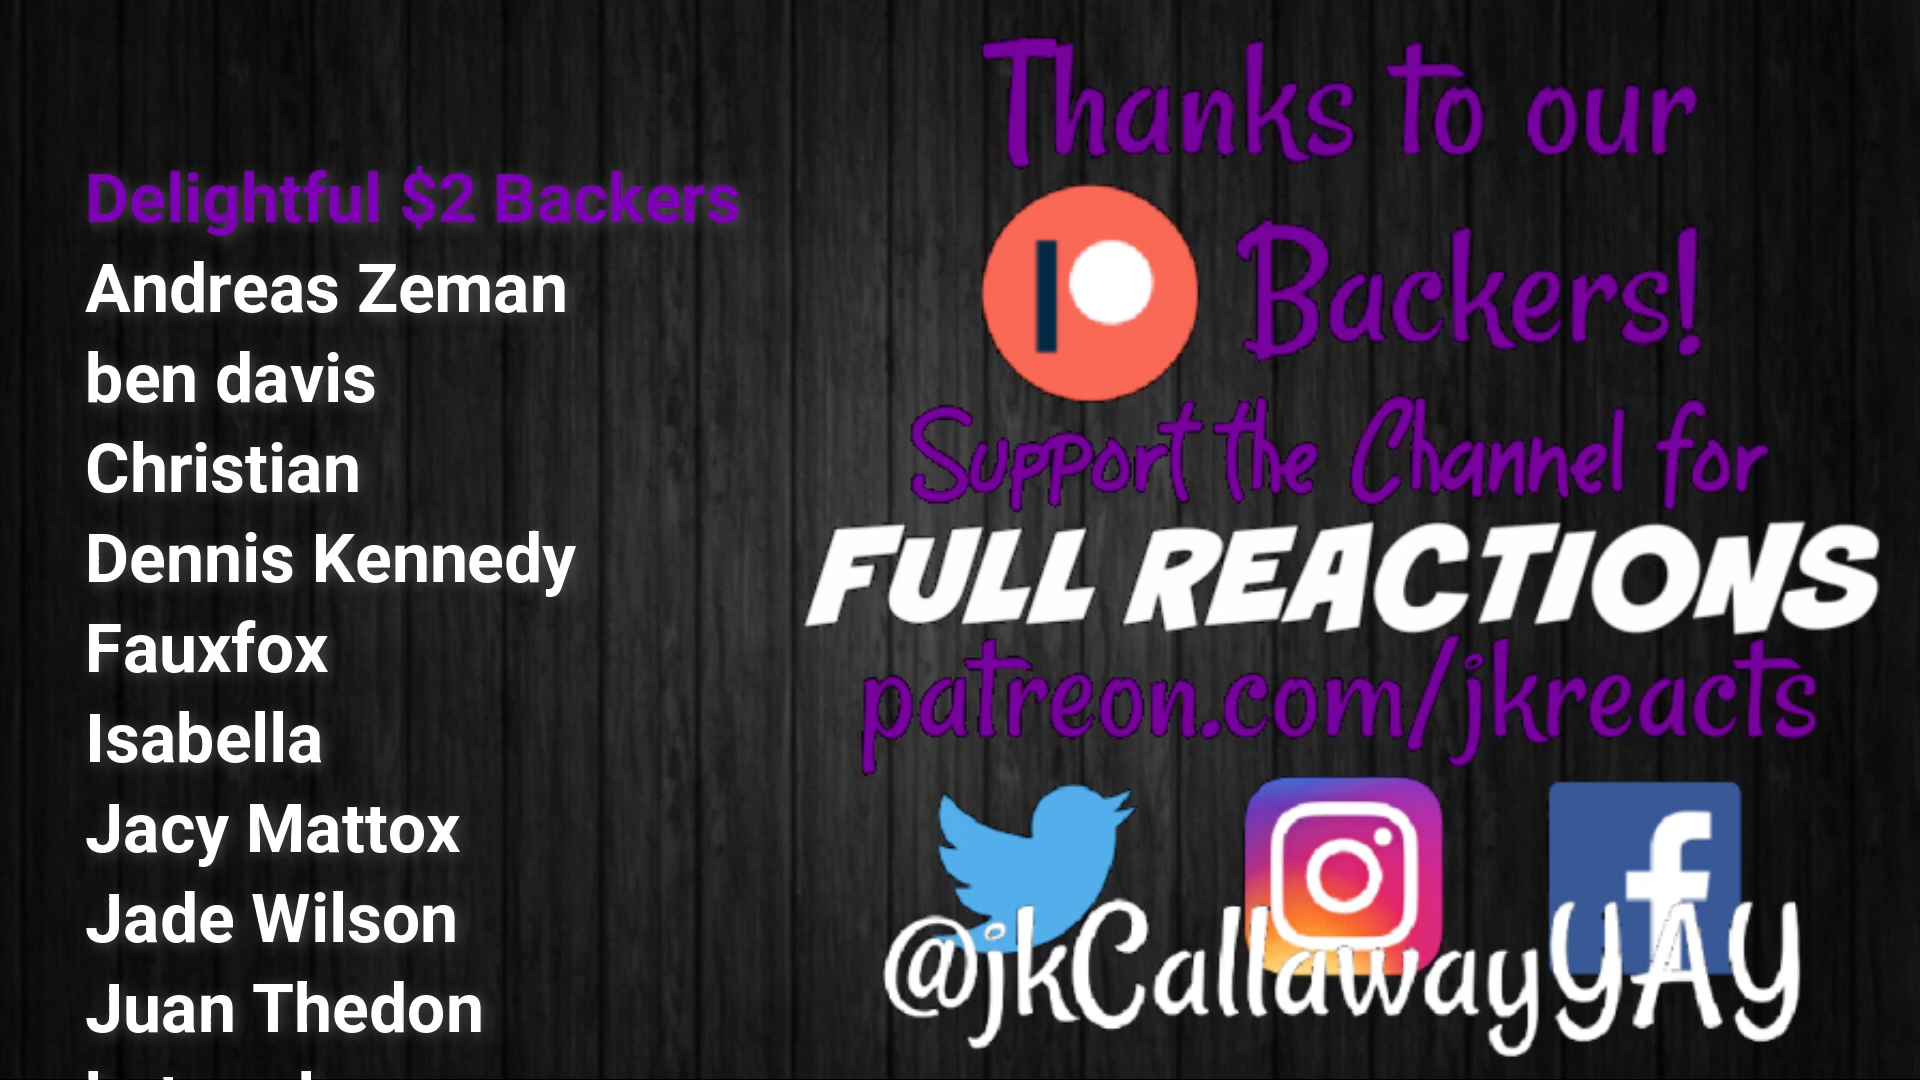 Delightful $2 Backers
Andreas Zeman
ben davis
Christian
Dennis Kennedy
Fauxfox
Isabella
Jacy Mattox
Jade Wilson
Juan Thedon
Thanks to our
Backers!
Support the Channel for
FULL REACTIONS
patreon.com/jkreacts
@jkCallawayYAY